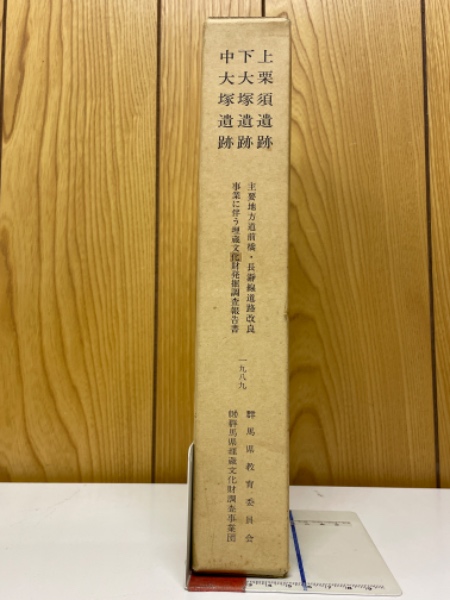 上栗須遺跡
下大塚遺跡
中大塚遺跡
主要地方道前橋・長瀞線道路改良
事業に伴う埋蔵文化財発掘調査報告書
一九八九
群馬県教育委員会
㈶群馬県埋蔵文化財調査事業団